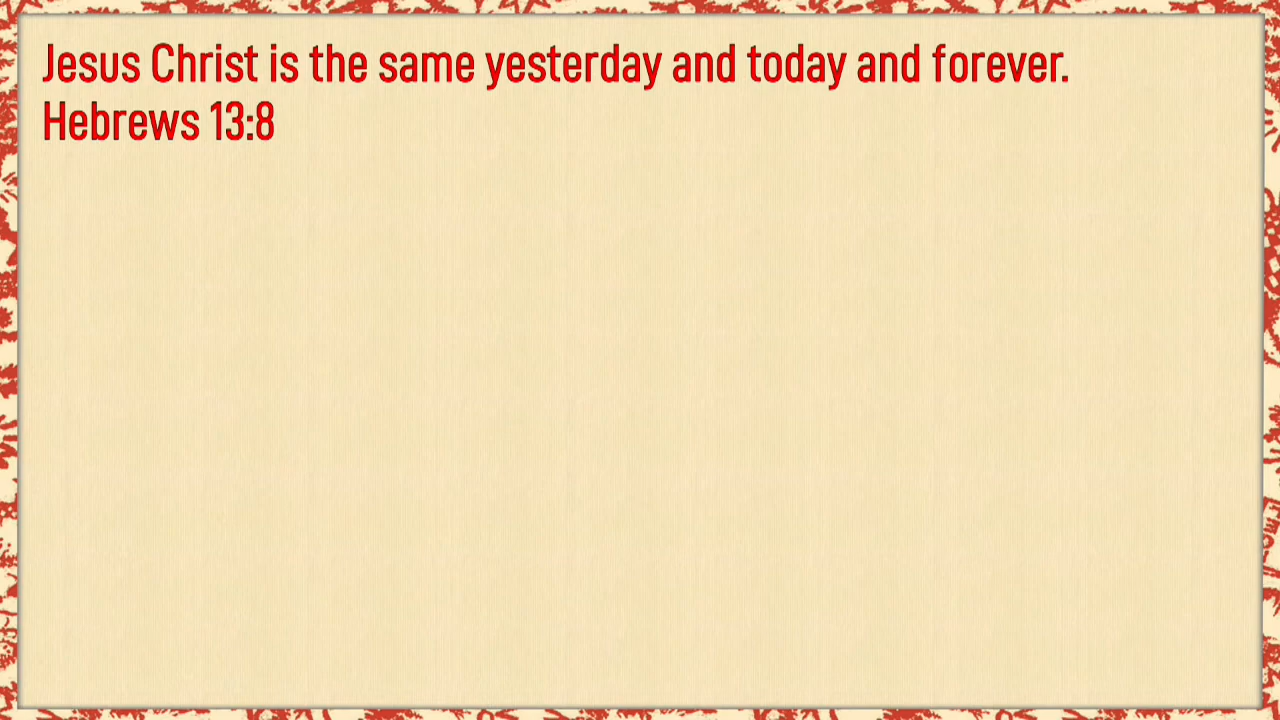 Jesus Christ is the same yesterday and today and forever.
Hebrews 13:8